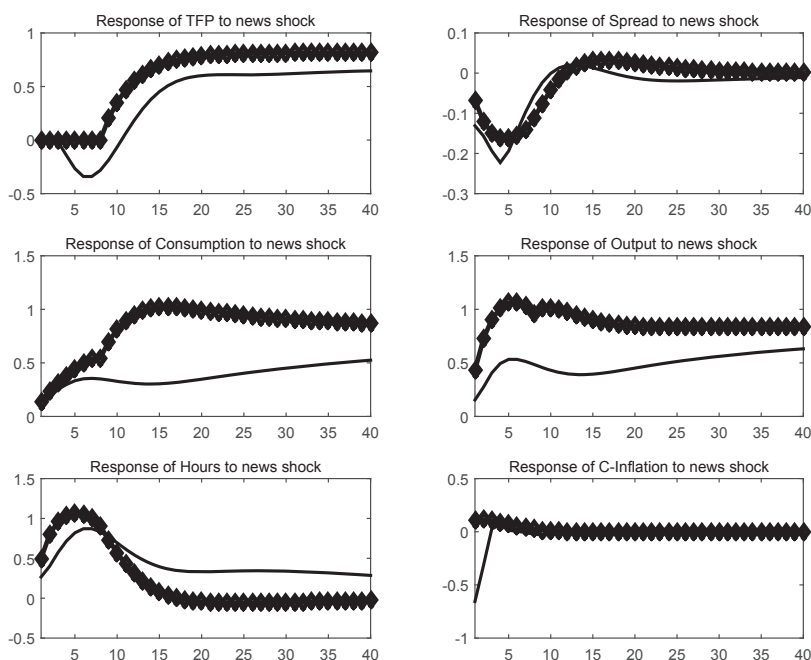 Response of TFP to news shock
1
0.5
0
-0.5
5 10 15 20 25 30 35 40
Response of Spread to news shock
0.1
0
-0.1
-0.2
-0.3
5 10 15 20 25 30 35 40
Response of Consumption to news shock
1.5
1
0.5
0
5 10 15 20 25 30 35 40
Response of Output to news shock
1.5
1
0.5
0
5 10 15 20 25 30 35 40
Response of Hours to news shock
1.5
1
0.5
0
-0.5
5 10 15 20 25 30 35 40
Response of C-Inflation to news shock
0.5
0
-0.5
-1
5 10 15 20 25 30 35 40